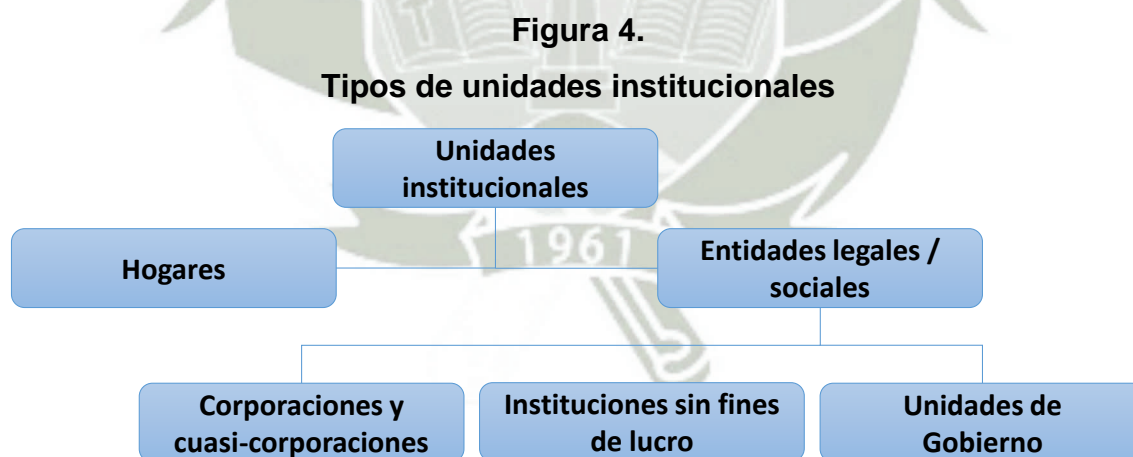 Figura 4.
Tipos de unidades institucionales
Unidades
institucionales
Hogares
1961
Entidades legales /
sociales
Corporaciones y
cuasi-corporaciones
Instituciones sin fines
de lucro
Unidades de
Gobierno